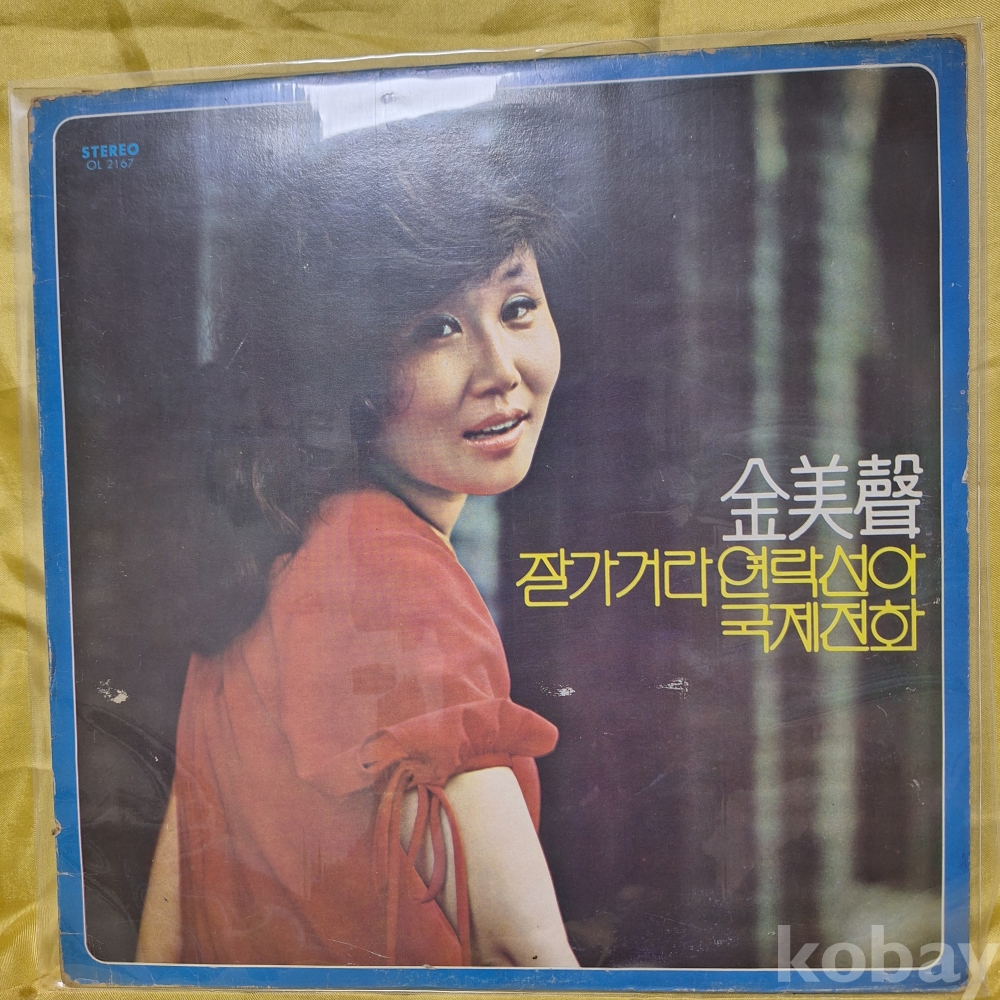 STEREO
OL 2167
金美聲
잘가거라 연락선아
국제전화
kobay